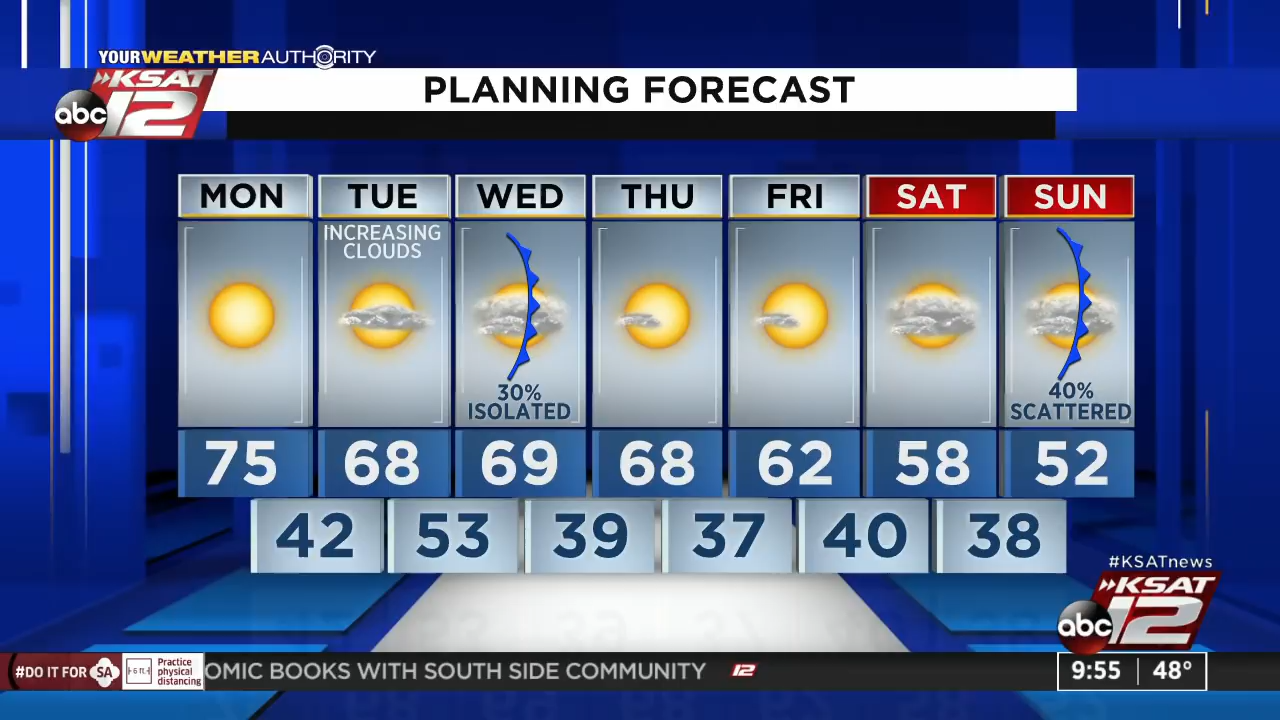 YOURWEATHERAUTHORITY
KSAT
abc 12
PLANNING FORECAST
MON TUE WED THU FRI SAT SUN
INCREASING
CLOUDS
30%
ISOLATED
40%
SCATTERED
75 68 69 68 62 58 52
42 53 39 37 40 38
#KSATnews
KSAT
abc 12
#DO IT FOR SA
6 ft.
Practice
physical
distancing
OMIC BOOKS WITH SOUTH SIDE COMMUNITY 12
9:55 48°